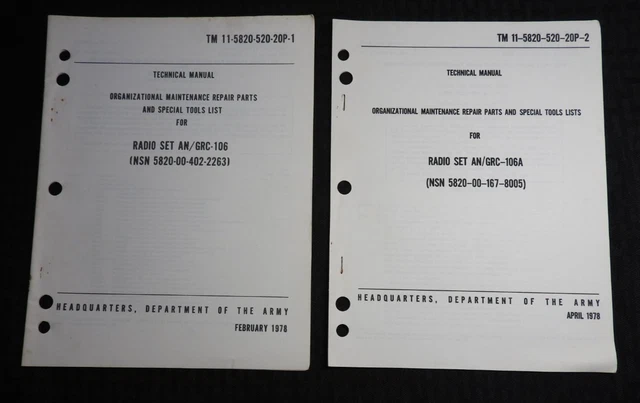 TM 11-5820-520-20P-1
TECHNICAL MANUAL
ORGANIZATIONAL MAINTENANCE REPAIR PARTS
AND SPECIAL TOOLS LIST
FOR
RADIO SET AN/GRC-106
(NSN 5820-00-402-2263)
HEADQUARTERS, DEPARTMENT OF THE ARMY
FEBRUARY 1978
TM 11-5820-520-20P-2
TECHNICAL MANUAL
ORGANIZATIONAL MAINTENANCE REPAIR PARTS AND SPECIAL TOOLS LISTS
FOR
RADIO SET AN/GRC-106A
(NSN 5820-00-167-8005)
HEADQUARTERS, DEPARTMENT OF THE ARMY
APRIL 1978